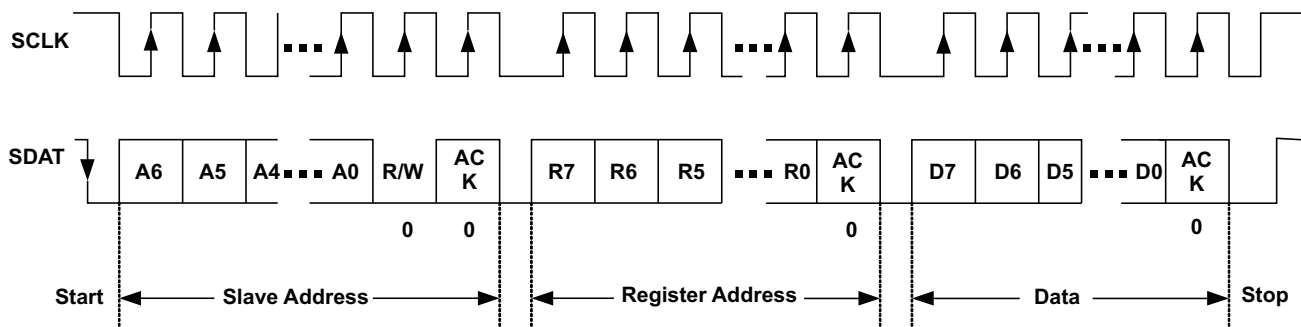 SCLK
SDAT
A6 A5 A4 A0 R/W AC
K
R7 R6 R5 R0 AC
K
D7 D6 D5 D0 AC
K
0 0 0 0
Start Slave Address Register Address Data Stop